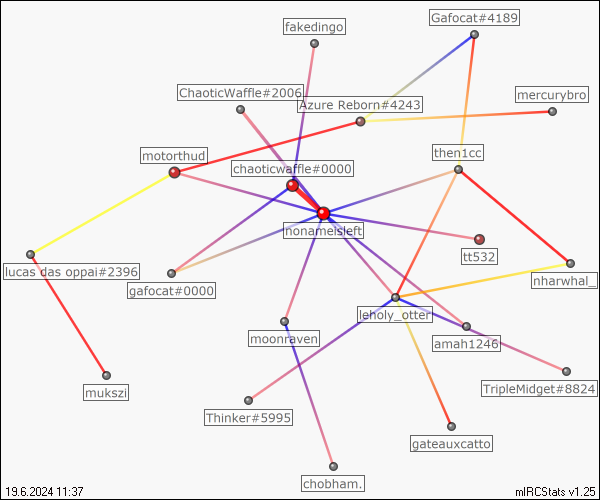 Gafocat#4189
fakedingo
ChaoticWaffle#2006
mercurybro
Azure Reborn#4243
motorthud
then1cc
chaoticwaffle#0000
honameisleft
tt532
lucas das oppai#2396
nharwhal_
gafocat#0000
leholy_otter
moonraven
amah1246
mukszi
TripleMidget#8824
Thinker#5995
gateauxcatto
chobham.
19.6.2024 11:37
mIRCStats v1.25